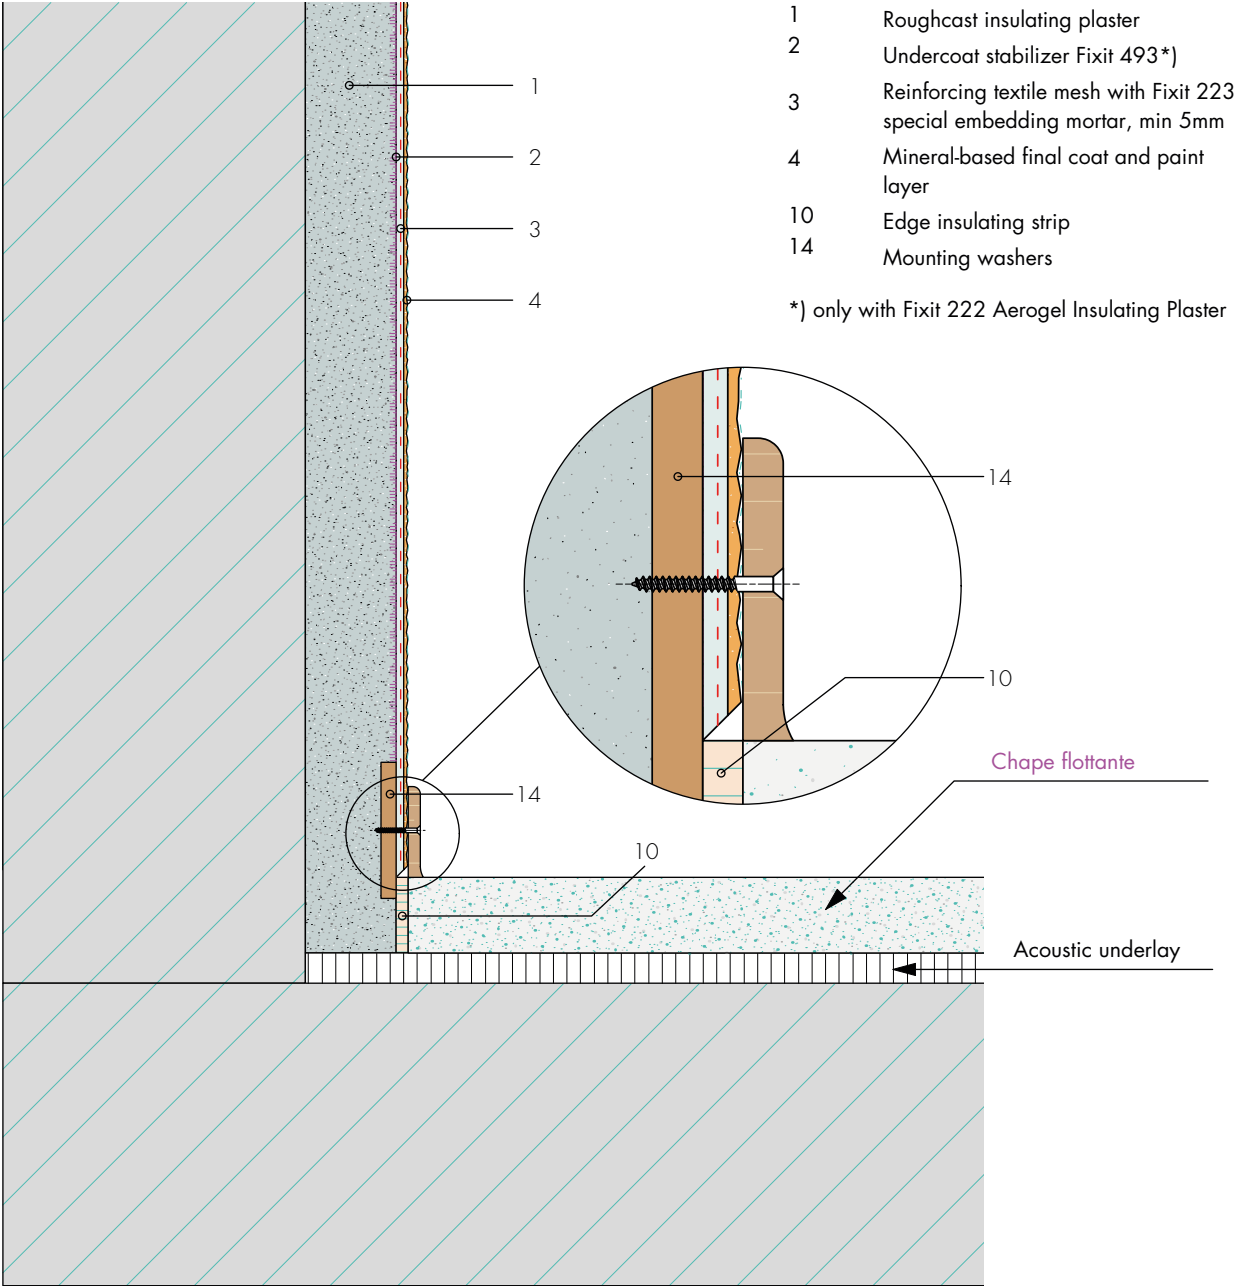 1 Roughcast insulating plaster
2 Undercoat stabilizer Fixit 493*)
3 Reinforcing textile mesh with Fixit 223
special embedding mortar, min 5mm
4 Mineral-based final coat and paint
layer
10 Edge insulating strip
14 Mounting washers
*) only with Fixit 222 Aerogel Insulating Plaster
1
2
3
4
14
10
Chape flottante
14
10
Acoustic underlay